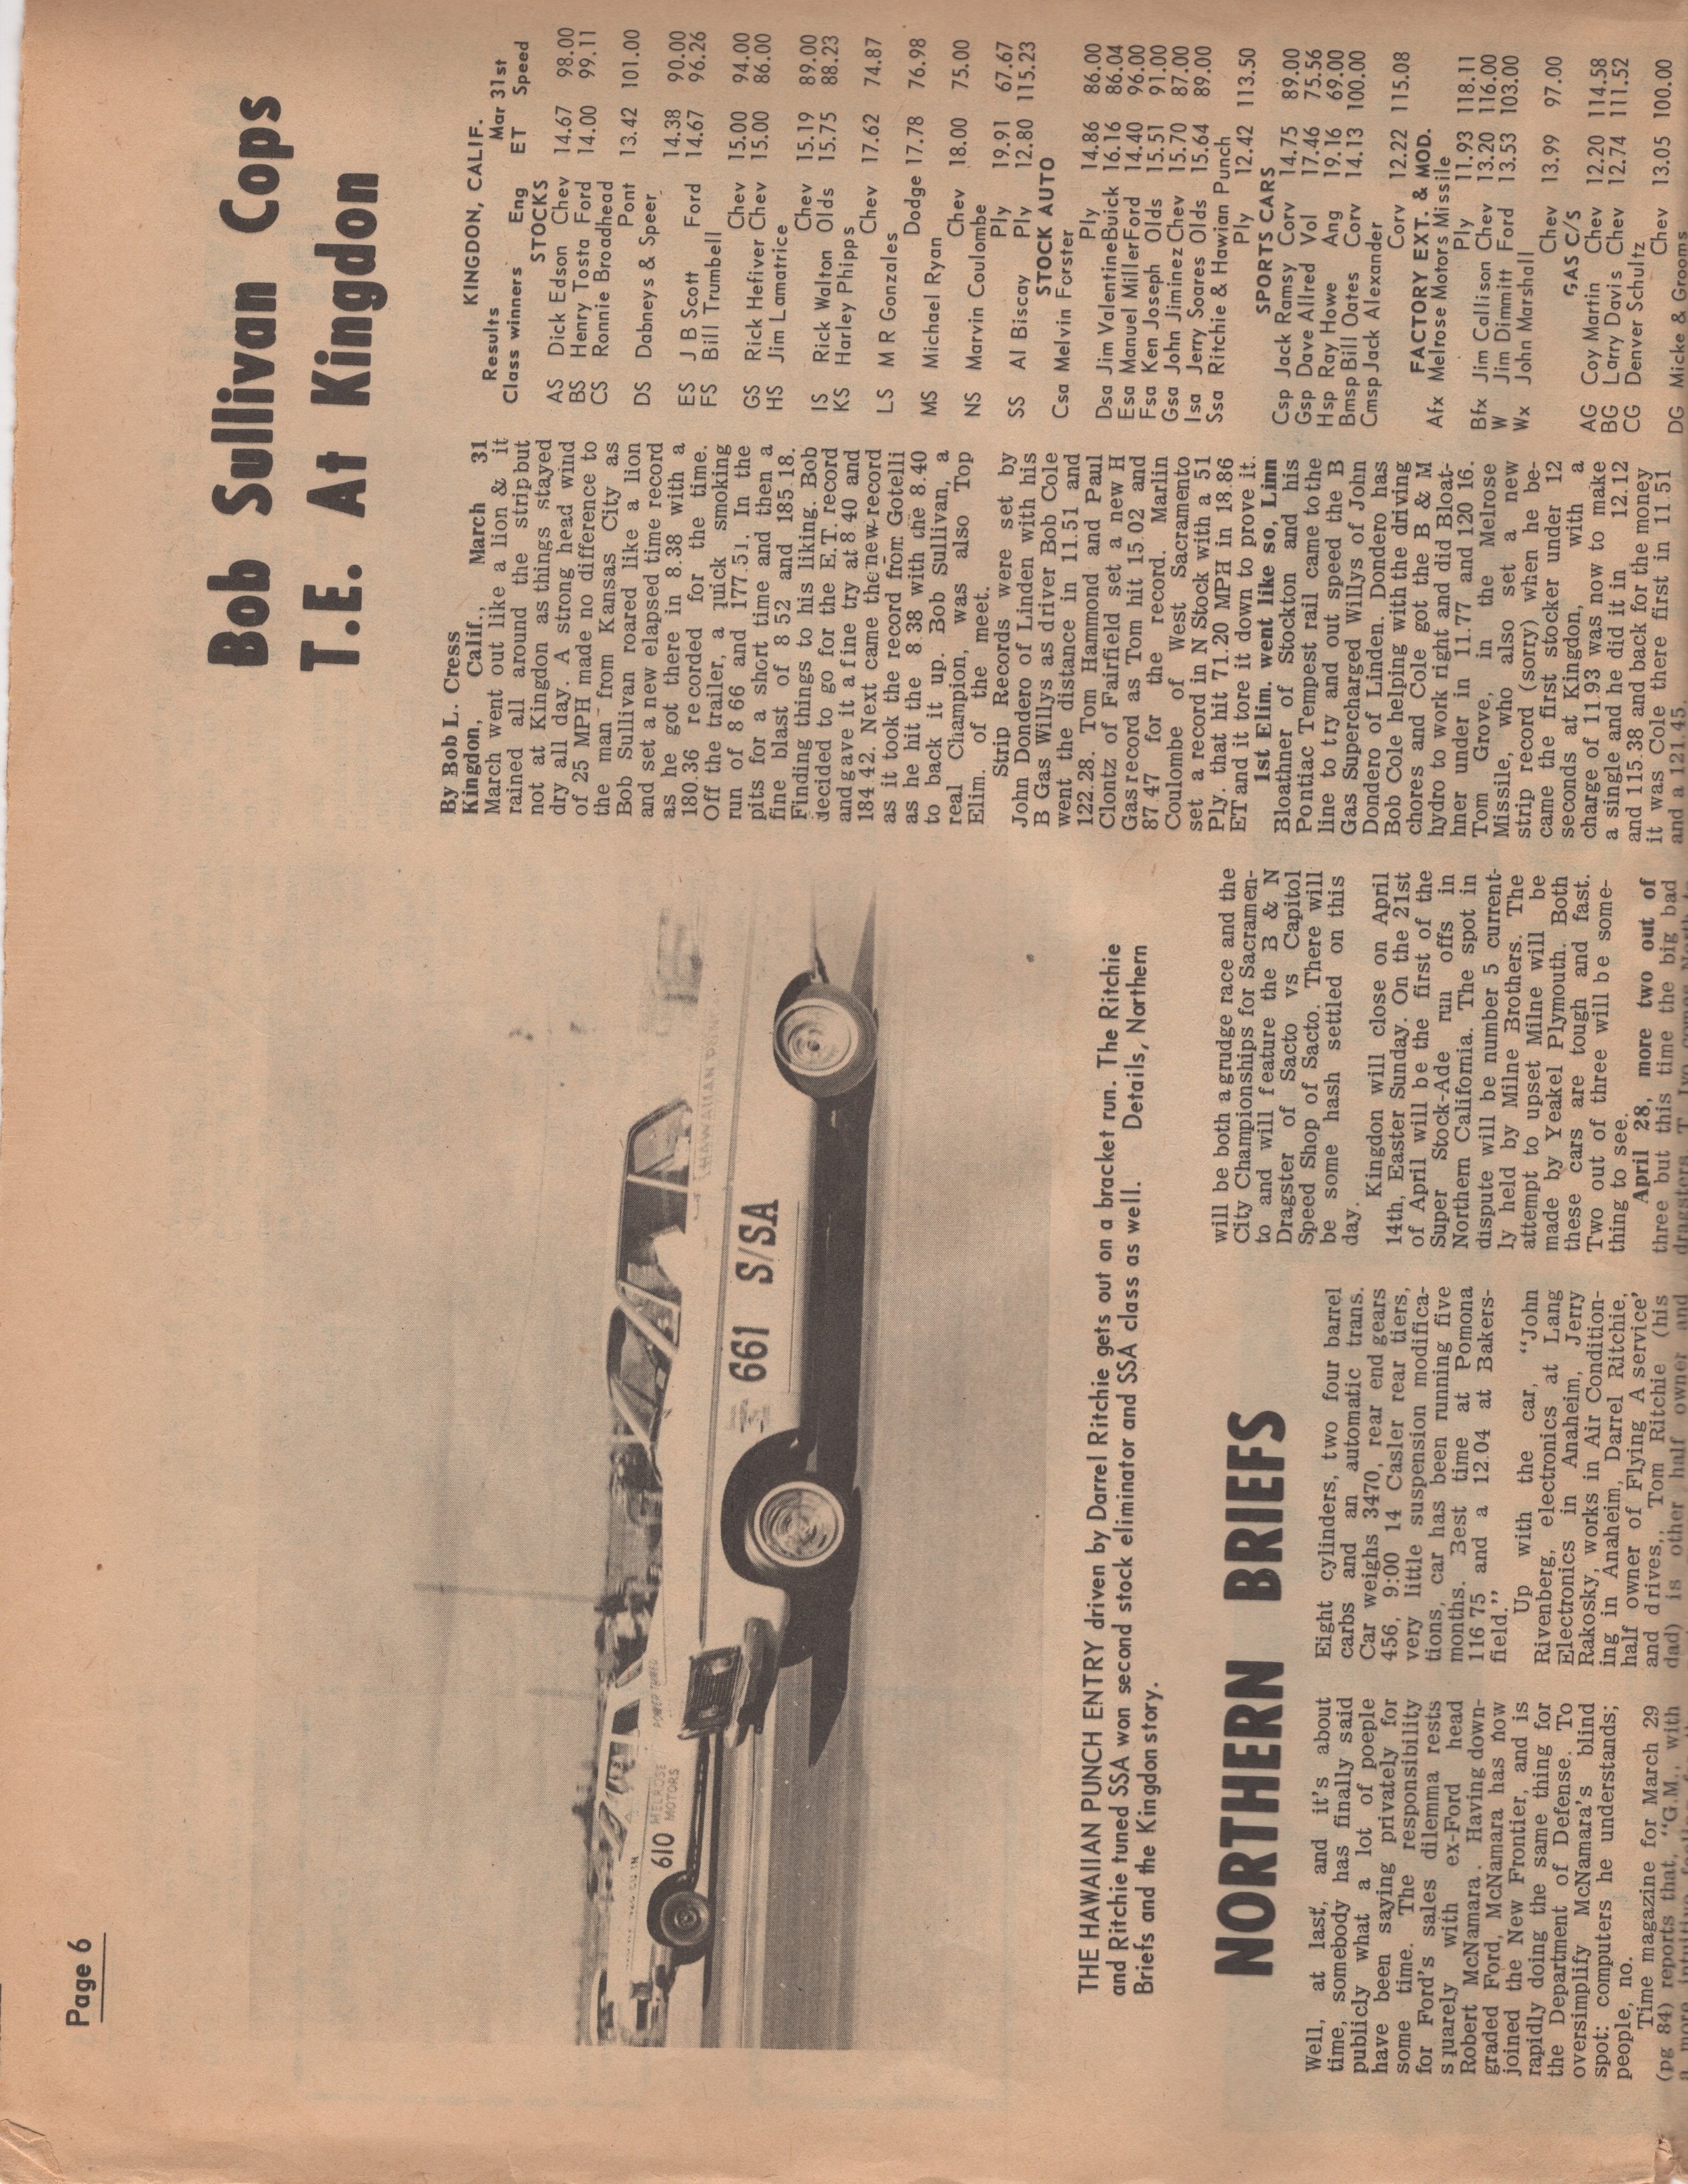 Page 6
Bob Sullivan Cops
T.E. At Kingdon
THE HAWAIIAN PUNCH ENTRY driven by Darrel Ritchie gets out on a bracket run. The Ritchie
and Ritchie tuned SSA won second stock eliminator and SSA class as well. Details, Northern
Briefs and the Kingdon story.
610
MELROSE
MOTORS
POWER TUNED
661 S/SA
HAWAIIAN PUNCH
NORTHERN BRIEFS
Well, at last, and it's about
time, somebody has finally said
publicly what a lot of poeple
have been saying privately for
some time. The responsibility
for Ford's sales dilemma rests
squarely with ex-Ford head
Robert McNamara. Having down-
graded Ford, McNamara has now
joined the New Frontier, and is
rapidly doing the same thing for
the Department of Defense. To
oversimplify McNamara's blind
spot: computers he understands;
people, no.
Time magazine for March 29
(pg 84) reports that, "G.M., with
a more intuitive
Eight cylinders, two four barrel
carbs and an automatic trans.
Car weighs 3470, rear end gears
456, 9:00 14 Casler rear tiers,
very little suspension modifica-
tions, car has been running five
months. Best time at Pomona
116 75 and a 12.04 at Bakers-
field."
Up with the car, "John
Rivenberg, electronics at Lang
Electronics in Anaheim, Jerry
Rakosky, works in Air Condition-
ing in Anaheim, Darrel Ritchie,
half owner of Flying A service'
and drives,, Tom Ritchie (his
dad) is other half owner and
will be both a grudge race and the
City Championships for Sacramen-
to and will feature the B & N
Dragster of Sacto vs Capitol
Speed Shop of Sacto. There will
be some hash settled on this
day.
Kingdon will close on April
14th, Easter Sunday. On the 21st
of April will be the first of the
Super Stock-Ade run offs in
Northern California. The spot in
dispute will be number 5 current-
ly held by Milne Brothers. The
attempt to upset Milne will be
made by Yeakel Plymouth. Both
these cars are tough and fast.
Two out of three will be some-
thing to see.
April 28, more two out of
three but this time the big bad
dragsters T. Ivo comes North to
By Bob L. Cress
Kingdon, Calif., March 31
March went out like a lion & it
rained all around the strip but
not at Kingdon as things stayed
dry all day. A strong head wind
of 25 MPH made no difference to
the man from Kansas City as
Bob Sullivan roared like a lion
and set a new elapsed time record
as he got there in 8.38 with a
180.36 recorded for the time.
Off the trailer, a quick smoking
run of 8 66 and 177.51. In the
pits for a short time and then a
fine blast of 8 52 and 185.18.
Finding things to his liking. Bob
decided to go for the E.T. record
and gave it a fine try at 8 40 and
184 42. Next came the new record
as it took the record from Gotelli
as he hit the 8 38 with the 8.40
to back it up. Bob Sullivan, a
real Champion, was also Top
Elim. of the meet.
Strip Records were set by
John Dondero of Linden with his
B Gas Willys as driver Bob Cole
went the distance in 11.51 and
122.28. Tom Hammond and Paul
Clontz of Fairfield set a new H
Gas record as Tom hit 15.02 and
87 47 for the record. Marlin
Coulombe of West Sacramento
set a record in N Stock with a 51
Ply. that hit 71.20 MPH in 18.86
ET and it tore it down to prove it.
1st Elim. went like so, Linn
Bloathner of Stockton and his
Pontiac Tempest rail came to the
line to try and out speed the B
Gas Supercharged Willys of John
Dondero of Linden. Dondero has
Bob Cole helping with the driving
chores and Cole got the B & M
hydro to work right and did Bloat-
hner under in 11.77 and 120 16.
Tom Grove, in the Melrose
Missile, who also set a new
strip record (sorry) when he be-
came the first stocker under 12
seconds at Kingdon, with a
charge of 11.93 was now to make
a single and he did it in 12.12
and 115.38 and back for the money
it was Cole there first in 11 51
and a 121.45.
KINGDON, CALIF.
Results Mar 31st
Class winners Eng ET Speed
STOCKS
AS Dick Edson Chev 14.67 98.00
BS Henry Tosta Ford 14.00 99.11
CS Ronnie Broadhead
Pont 13.42 101.00
DS Dabneys & Speer
14.38 90.00
ES J B Scott Ford 14.67 96.26
FS Bill Trumbell
Chev 15.00 94.00
GS Rick Hefiver Chev 15.00 86.00
HS Jim Lamatrice
Chev 15.19 89.00
IS Rick Walton Olds 15.75 88.23
KS Harley Phipps
Chev 17.62 74.87
LS M R Gonzales
Dodge 17.78 76.98
MS Michael Ryan
Chev 18.00 75.00
NS Marvin Coulombe
Ply 19.91 67.67
SS Al Biscay Ply 12.80 115.23
STOCK AUTO
Csa Melvin Forster
Ply 14.86 86.00
Dsa Jim Valentine Buick 16.16 86.04
Esa Manuel Miller Ford 14.40 96.00
Fsa Ken Joseph Olds 15.51 91.00
Gsa John Jiminez Chev 15.70 87.00
Isa Jerry Soares Olds 15.64 89.00
Ssa Ritchie & Hawian Punch
Ply 12.42 113.50
SPORTS CARS
Csp Jack Ramsy Corv 14.75 89.00
Gsp Dave Allred Vol 17.46 75.56
Hsp Ray Howe Ang 19.16 69.00
Bmsp Bill Oates Corv 14.13 100.00
Cmsp Jack Alexander
Corv 12.22 115.08
FACTORY EXT. & MOD.
Afx Melrose Motors Missile
Ply 11.93 118.11
Bfx Jim Callison Chev 13.20 116.00
W Jim Dimmitt Ford 13.53 103.00
Wx John Marshall
Chev 13.99 97.00
GAS C/S
AG Coy Martin Chev 12.20 114.58
BG Larry Davis Chev 12.74 111.52
CG Denver Schultz
Chev 13.05 100.00
DG Micke & Grooms